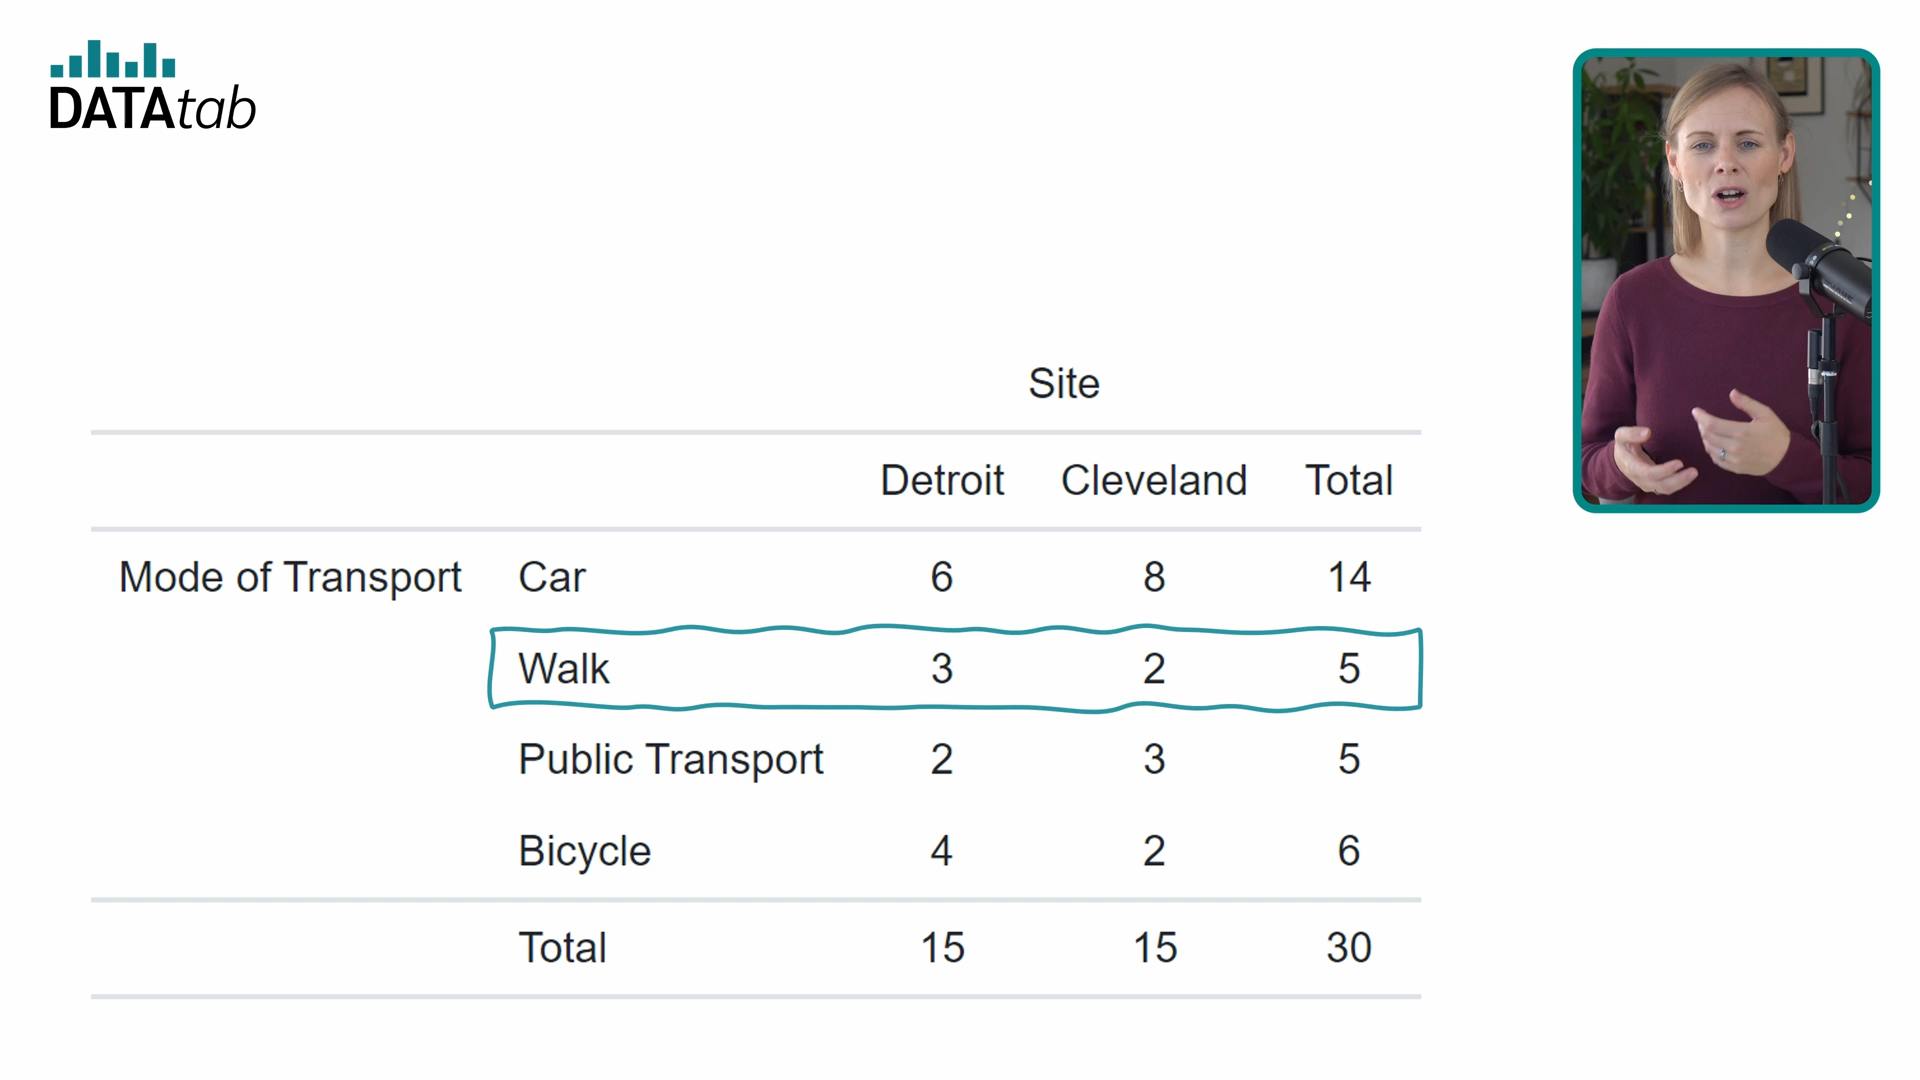 DATAtab
Site
Detroit Cleveland Total
Mode of Transport Car 6 8 14
Walk 3 2 5
Public Transport 2 3 5
Bicycle 4 2 6
Total 15 15 30